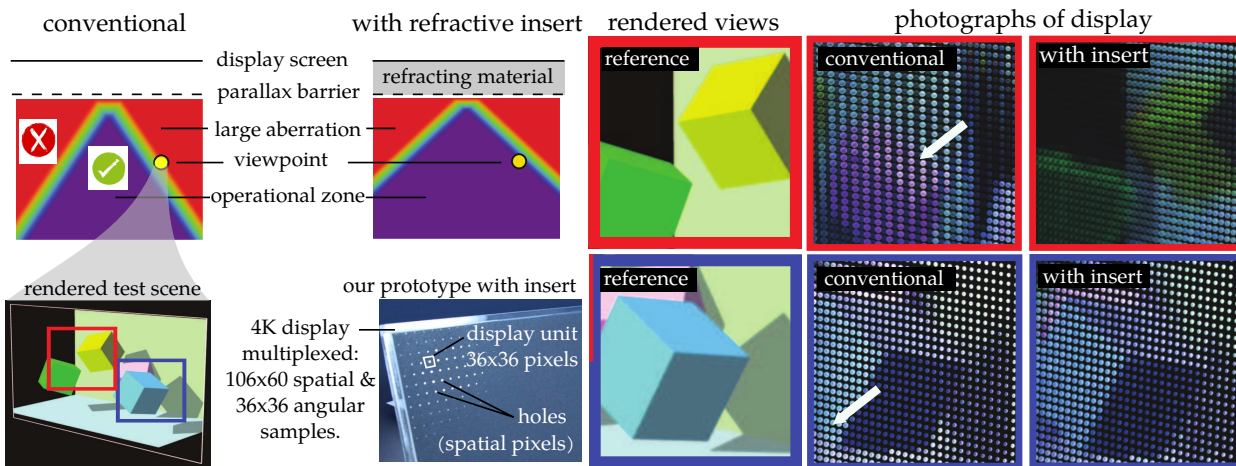 conventional
with refractive insert
rendered views
photographs of display
display screen
refracting material
parallax barrier
large aberration
viewpoint
operational zone
reference
conventional
with insert
rendered test scene
our prototype with insert
4K display
multiplexed:
106x60 spatial &
36x36 angular
samples.
display unit
36x36 pixels
holes
(spatial pixels)
reference
conventional
with insert